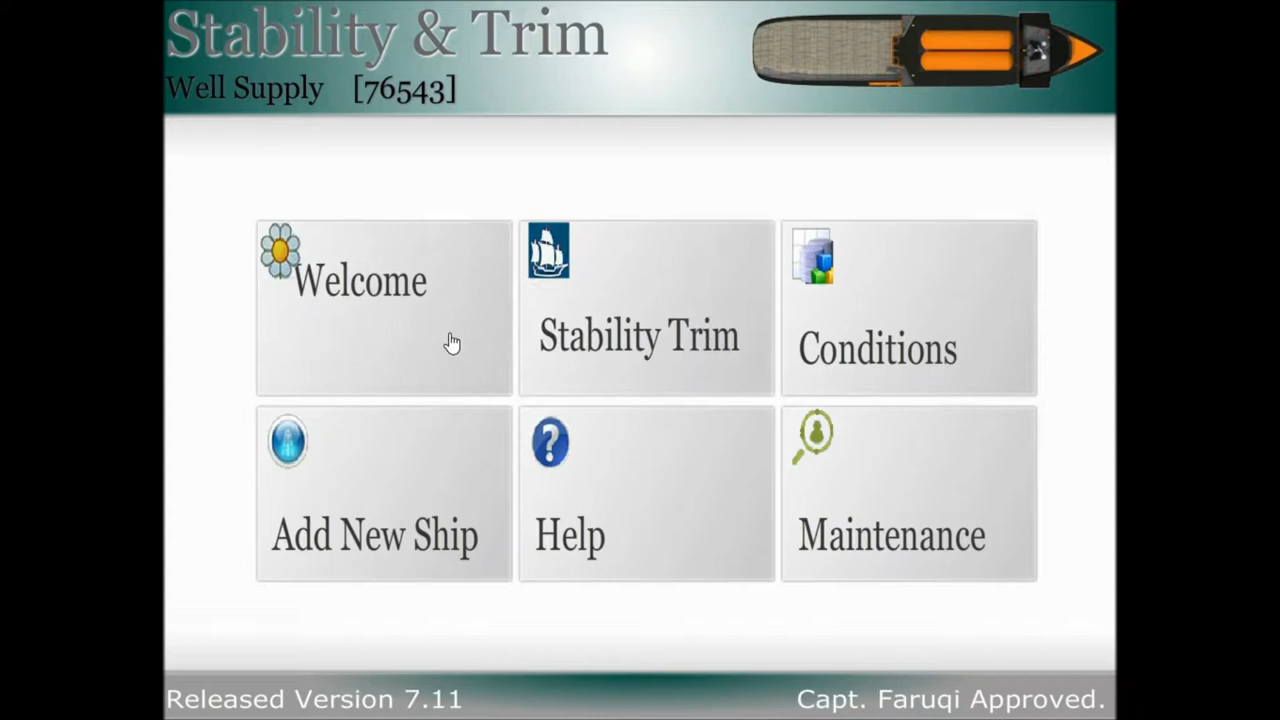 Stability & Trim
Well Supply [76543]
Welcome
Stability Trim
Conditions
Add New Ship
Help
Maintenance
Released Version 7.11
Capt. Faruqi Approved.